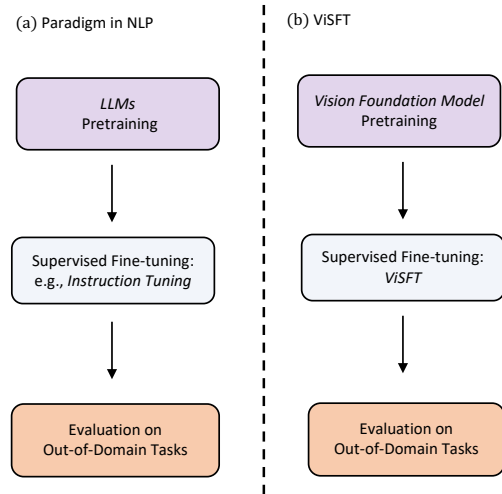 (a) Paradigm in NLP
LLMs
Pretraining
Supervised Fine-tuning:
e.g., Instruction Tuning
Evaluation on
Out-of-Domain Tasks
(b) ViSFT
Vision Foundation Model
Pretraining
Supervised Fine-tuning:
ViSFT
Evaluation on
Out-of-Domain Tasks